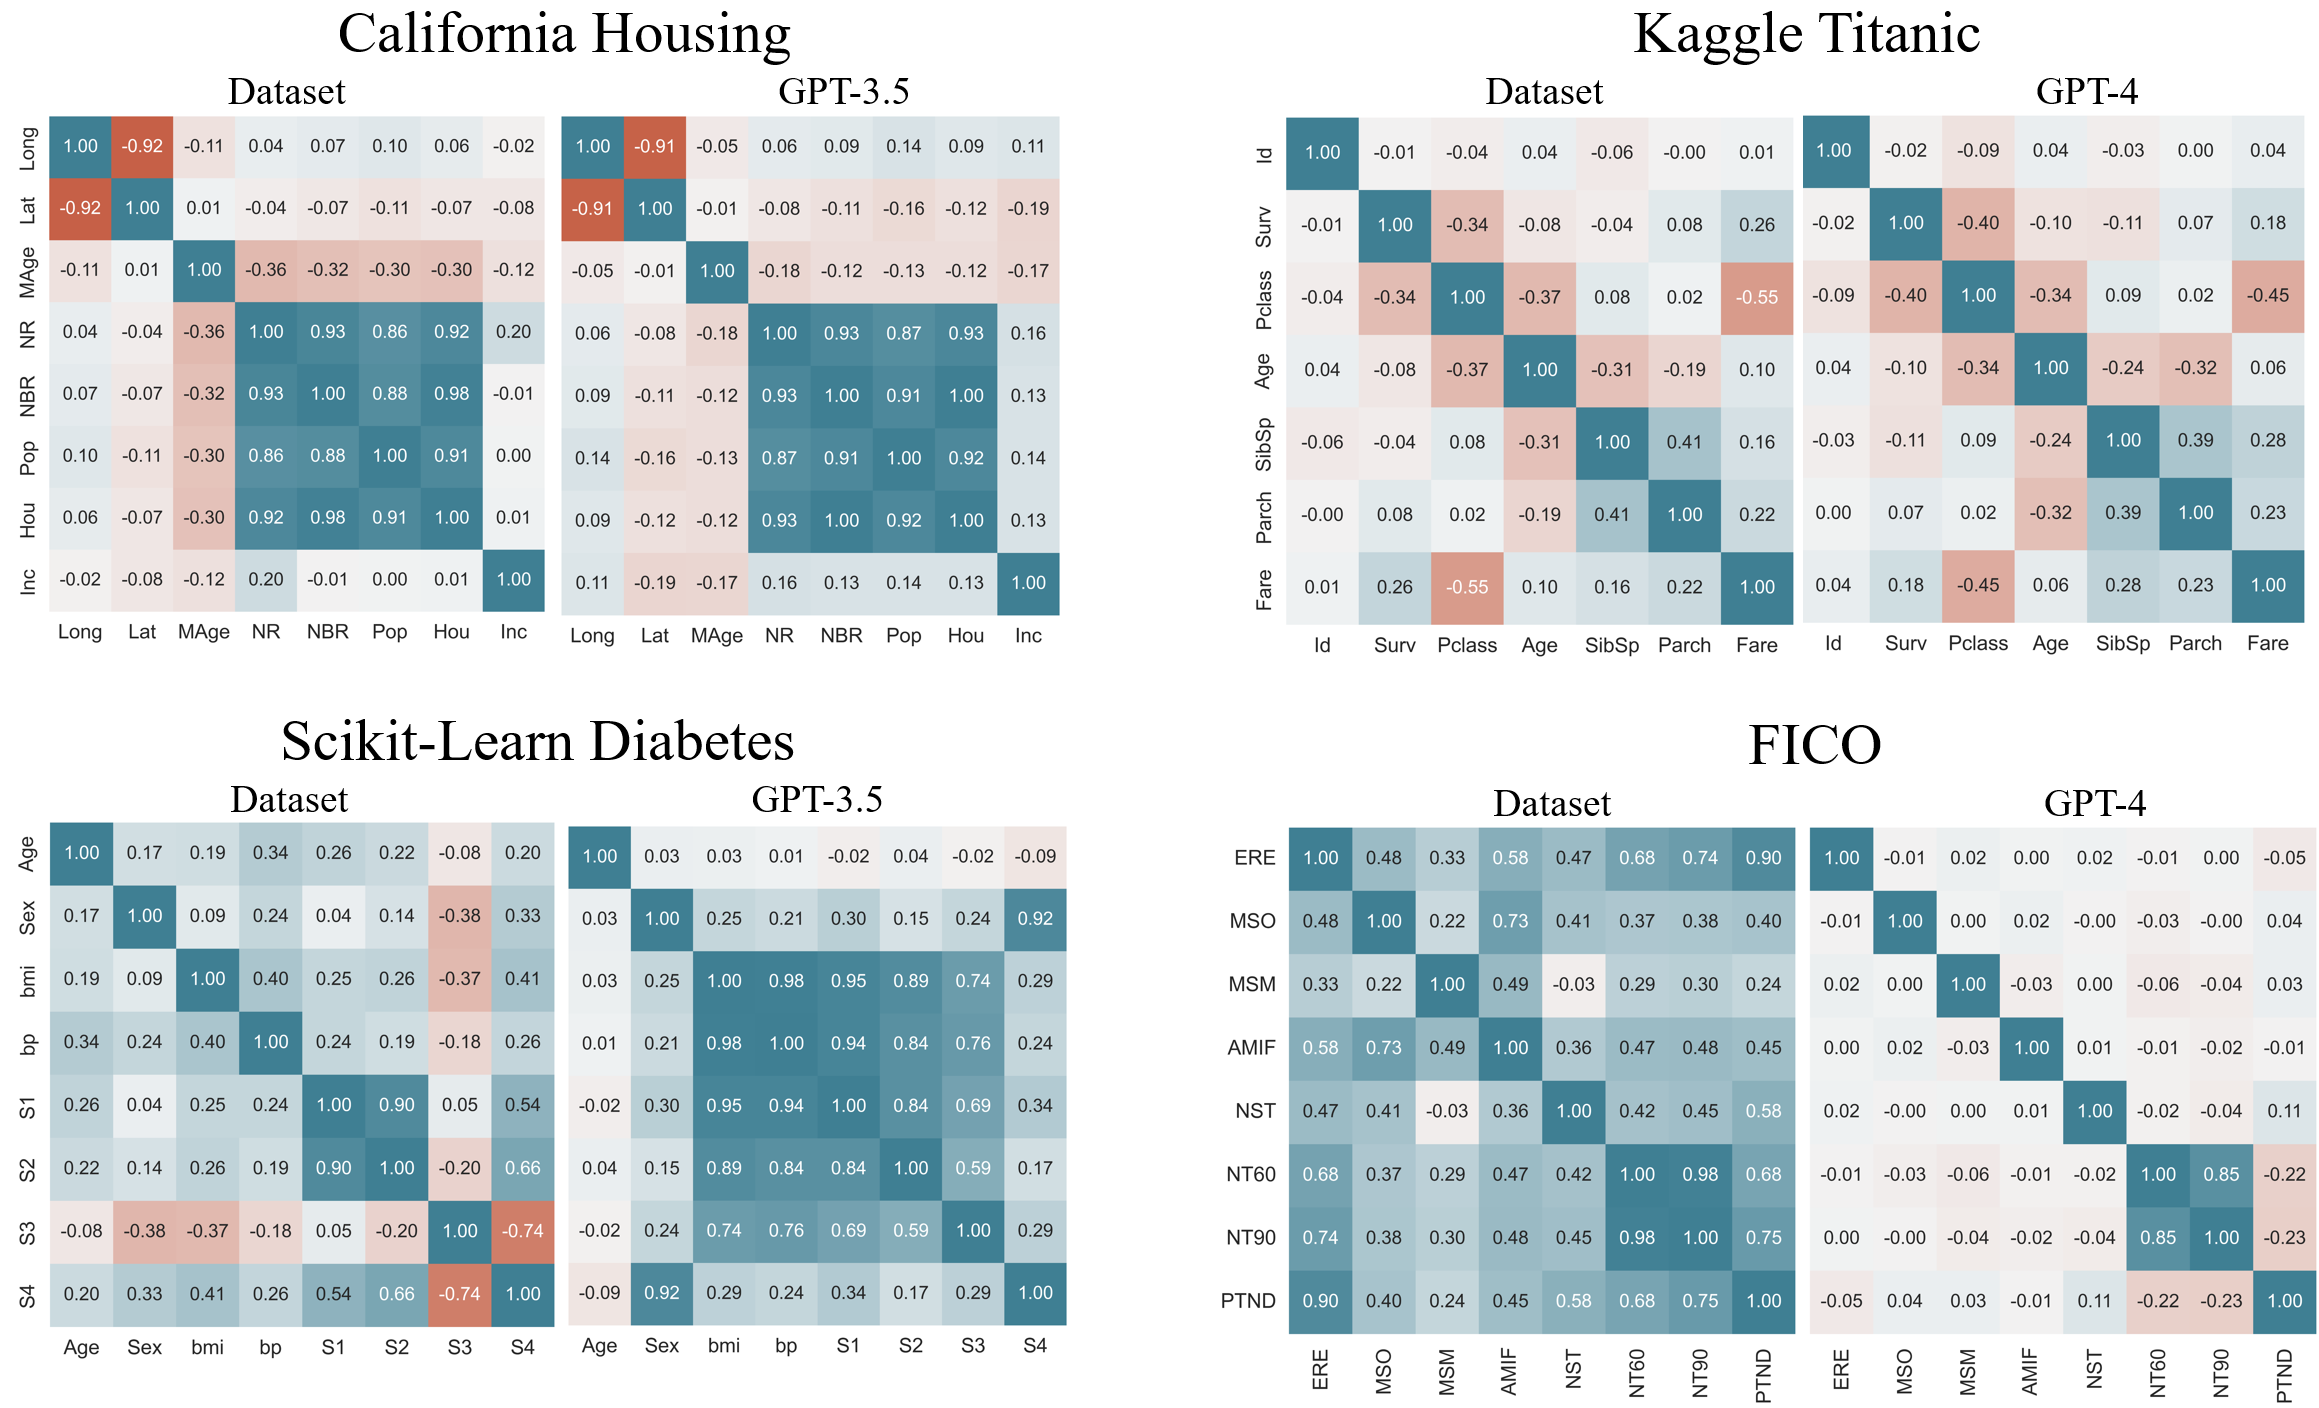 California Housing
Dataset GPT-3.5
Long 1.00 -0.92 -0.11 0.04 0.07 0.10 0.06 -0.02 1.00 -0.91 -0.05 0.06 0.09 0.14 0.09 0.11
Lat -0.92 1.00 0.01 -0.04 -0.07 -0.11 -0.07 -0.08 -0.91 1.00 -0.01 -0.08 -0.11 -0.16 -0.12 -0.19
MAge -0.11 0.01 1.00 -0.36 -0.32 -0.30 -0.30 -0.12 -0.05 -0.01 1.00 -0.18 -0.12 -0.13 -0.12 -0.17
NR 0.04 -0.04 -0.36 1.00 0.93 0.86 0.92 0.20 0.06 -0.08 -0.18 1.00 0.93 0.87 0.93 0.16
NBR 0.07 -0.07 -0.32 0.93 1.00 0.88 0.98 -0.01 0.09 -0.11 -0.12 0.93 1.00 0.91 1.00 0.13
Pop 0.10 -0.11 -0.30 0.86 0.88 1.00 0.91 0.00 0.14 -0.16 -0.13 0.87 0.91 1.00 0.92 0.14
Hou 0.06 -0.07 -0.30 0.92 0.98 0.91 1.00 0.01 0.09 -0.12 -0.12 0.93 1.00 0.92 1.00 0.13
Inc -0.02 -0.08 -0.12 0.20 -0.01 0.00 0.01 1.00 0.11 -0.19 -0.17 0.16 0.13 0.14 0.13 1.00
Long Lat MAge NR NBR Pop Hou Inc Long Lat MAge NR NBR Pop Hou Inc
Kaggle Titanic
Dataset GPT-4
Id 1.00 -0.01 -0.04 0.04 -0.06 -0.00 0.01 1.00 -0.02 -0.09 0.04 -0.03 0.00 0.04
Surv -0.01 1.00 -0.34 -0.08 -0.04 0.08 0.26 -0.02 1.00 -0.40 -0.10 -0.11 0.07 0.18
Pclass -0.04 -0.34 1.00 -0.37 0.08 0.02 -0.55 -0.09 -0.40 1.00 -0.34 0.09 0.02 -0.45
Age 0.04 -0.08 -0.37 1.00 -0.31 -0.19 0.10 0.04 -0.10 -0.34 1.00 -0.24 -0.32 0.06
SibSp -0.06 -0.04 0.08 -0.31 1.00 0.41 0.16 -0.03 -0.11 0.09 -0.24 1.00 0.39 0.28
Parch -0.00 0.08 0.02 -0.19 0.41 1.00 0.22 0.00 0.07 0.02 -0.32 0.39 1.00 0.23
Fare 0.01 0.26 -0.55 0.10 0.16 0.22 1.00 0.04 0.18 -0.45 0.06 0.28 0.23 1.00
Id Surv Pclass Age SibSp Parch Fare Id Surv Pclass Age SibSp Parch Fare
Scikit-Learn Diabetes
Dataset GPT-3.5
Age 1.00 0.17 0.19 0.34 0.26 0.22 -0.08 0.20 1.00 0.03 0.03 0.01 -0.02 0.04 -0.02 -0.09
Sex 0.17 1.00 0.09 0.24 0.04 0.14 -0.38 0.33 0.03 1.00 0.25 0.21 0.30 0.15 0.24 0.92
bmi 0.19 0.09 1.00 0.40 0.25 0.26 -0.37 0.41 0.03 0.25 1.00 0.98 0.95 0.89 0.74 0.29
bp 0.34 0.24 0.40 1.00 0.24 0.19 -0.18 0.26 0.01 0.21 0.98 1.00 0.94 0.84 0.76 0.24
S1 0.26 0.04 0.25 0.24 1.00 0.90 0.05 0.54 -0.02 0.30 0.95 0.94 1.00 0.84 0.69 0.34
S2 0.22 0.14 0.26 0.19 0.90 1.00 -0.20 0.66 0.04 0.15 0.89 0.84 0.84 1.00 0.59 0.17
S3 -0.08 -0.38 -0.37 -0.18 0.05 -0.20 1.00 -0.74 -0.02 0.24 0.74 0.76 0.69 0.59 1.00 0.29
S4 0.20 0.33 0.41 0.26 0.54 0.66 -0.74 1.00 -0.09 0.92 0.29 0.24 0.34 0.17 0.29 1.00
Age Sex bmi bp S1 S2 S3 S4 Age Sex bmi bp S1 S2 S3 S4
FICO
Dataset GPT-4
ERE 1.00 0.48 0.33 0.58 0.47 0.68 0.74 0.90 1.00 -0.01 0.02 0.00 0.02 -0.01 0.00 -0.05
MSO 0.48 1.00 0.22 0.73 0.41 0.37 0.38 0.40 -0.01 1.00 0.00 0.02 -0.00 -0.03 -0.00 0.04
MSM 0.33 0.22 1.00 0.49 -0.03 0.29 0.30 0.24 0.02 0.00 1.00 -0.03 0.00 -0.06 -0.04 0.03
AMIF 0.58 0.73 0.49 1.00 0.36 0.47 0.48 0.45 0.00 0.02 -0.03 1.00 0.01 -0.01 -0.02 -0.01
NST 0.47 0.41 -0.03 0.36 1.00 0.42 0.45 0.58 0.02 -0.00 0.00 0.01 1.00 -0.02 -0.04 0.11
NT60 0.68 0.37 0.29 0.47 0.42 1.00 0.98 0.68 -0.01 -0.03 -0.06 -0.01 -0.02 1.00 0.85 -0.22
NT90 0.74 0.38 0.30 0.48 0.45 0.98 1.00 0.75 0.00 -0.00 -0.04 -0.02 -0.04 0.85 1.00 -0.23
PTND 0.90 0.40 0.24 0.45 0.58 0.68 0.75 1.00 -0.05 0.04 0.03 -0.01 0.11 -0.22 -0.23 1.00
ERE MSO MSM AMIF NST NT60 NT90 PTND ERE MSO MSM AMIF NST NT60 NT90 PTND